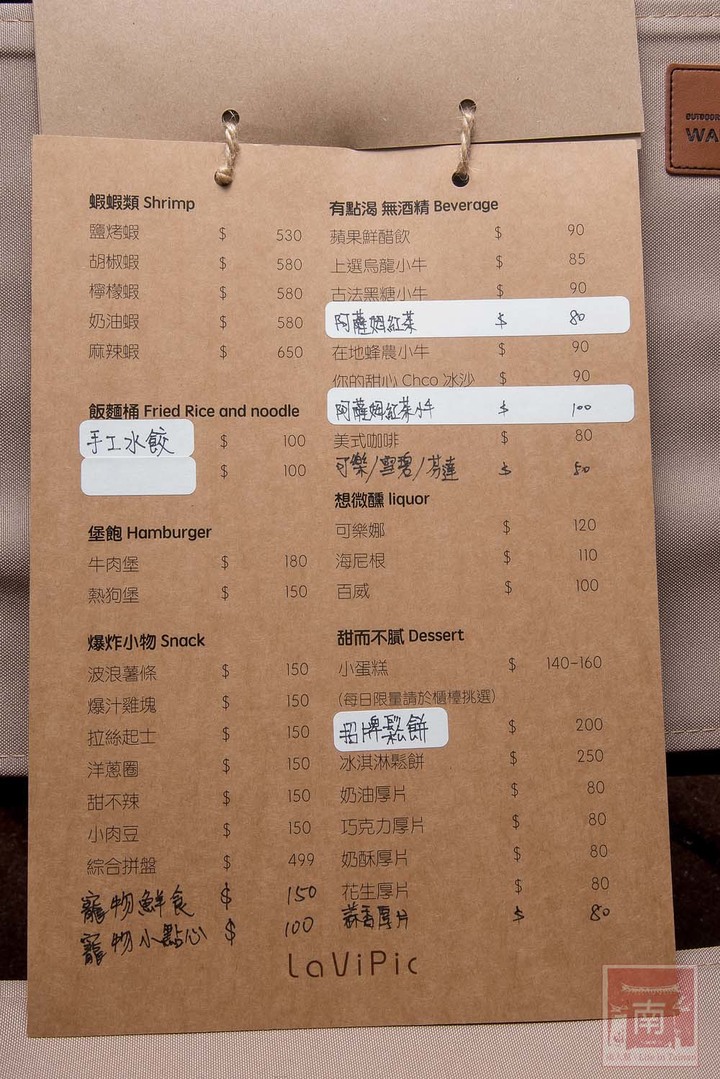 蝦蝦類 Shrimp
鹽烤蝦 $ 530
胡椒蝦 $ 580
檸檬蝦 $ 580
奶油蝦 $ 580
麻辣蝦 $ 650
飯麵桶 Fried Rice and noodle
手工水餃 $ 100
$ 100
堡飽 Hamburger
牛肉堡 $ 180
熱狗堡 $ 150
爆炸小物 Snack
波浪薯條 $ 150
爆汁雞塊 $ 150
拉絲起士 $ 150
洋蔥圈 $ 150
甜不辣 $ 150
小肉豆 $ 150
綜合拼盤 $ 499
寵物鮮食 $ 150
寵物小點心 $ 100
有點渴 無酒精 Beverage
蘋果鮮醋飲 $ 90
上選烏龍小牛 $ 85
古法黑糖小牛 $ 90
阿薩姆紅茶 $ 80
在地蜂農小牛 $ 90
你的甜心 Chco 冰沙 $ 90
阿薩姆紅茶小牛 $ 100
美式咖啡 $ 80
可樂/雪碧/芬達 $ 50
想微醺 liquor
可樂娜 $ 120
海尼根 $ 110
百威 $ 100
甜而不膩 Dessert
小蛋糕 $ 140-160
(每日限量請於櫃檯挑選)
招牌鬆餅 $ 200
冰淇淋鬆餅 $ 250
奶油厚片 $ 80
巧克力厚片 $ 80
奶酥厚片 $ 80
花生厚片 $ 80
蒜香厚片 $ 80
LaViPic
OUTDOOR
WA
南
南人幫 Life in Tainan